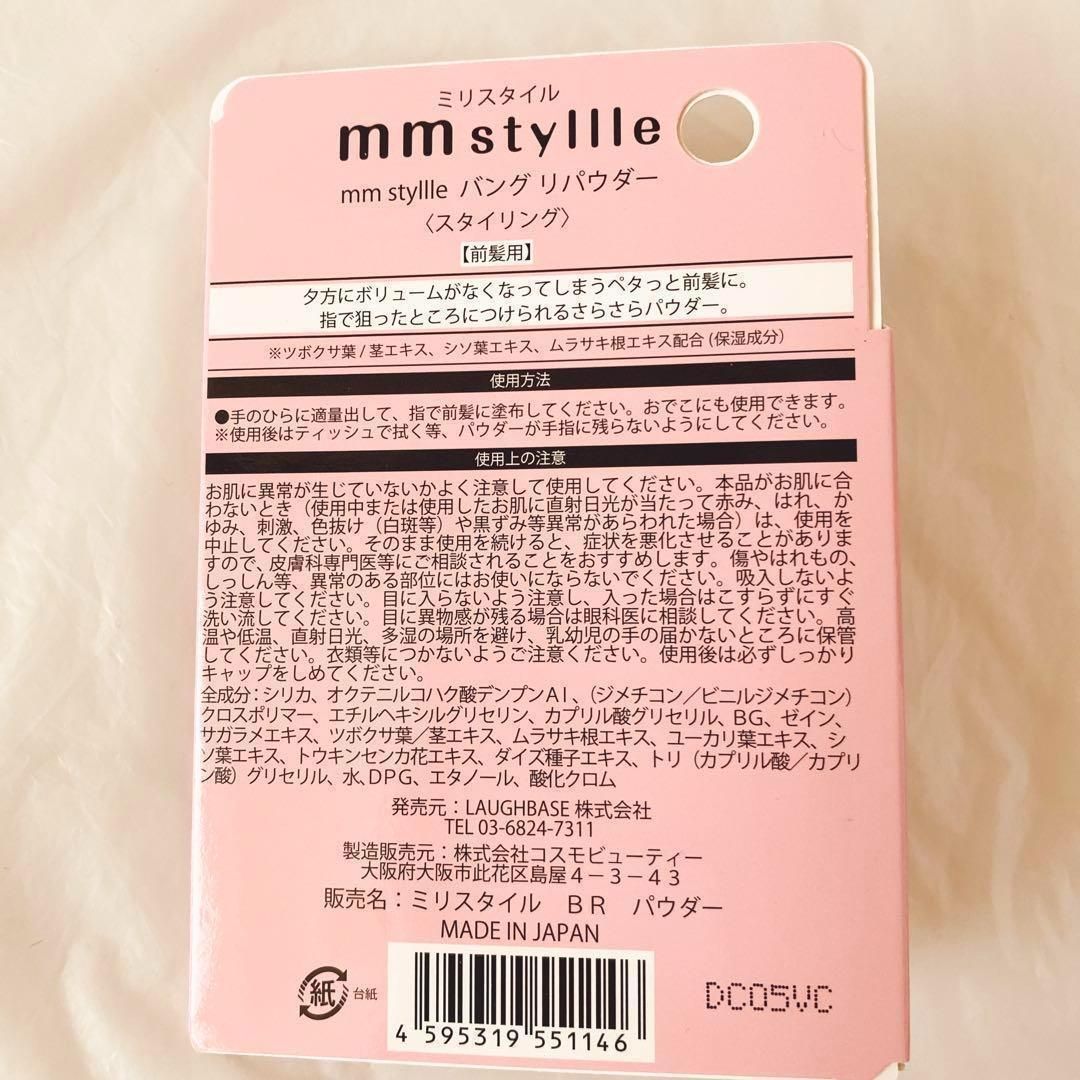 ミリスタイル
mm styllle
mm styllle バング リパウダー
〈スタイリング〉
【前髪用】
夕方にボリュームがなくなってしまうペタっと前髪に。
指で狙ったところにつけられるさらさらパウダー。
※ツボクサ葉/茎エキス、シソ葉エキス、ムラサキ根エキス配合(保湿成分)
使用方法
●手のひらに適量出して、指で前髪に塗布してください。おでこにも使用できます。
※使用後はティッシュで拭く等、パウダーが手指に残らないようにしてください。
使用上の注意
お肌に異常が生じていないかよく注意して使用してください。本品がお肌に合
わないとき（使用中または使用したお肌に直射日光が当たって赤み、はれ、か
ゆみ、刺激、色抜け（白斑等）や黒ずみ等異常があらわれた場合）は、使用を
中止してください。そのまま使用を続けると、症状を悪化させることがありま
すので、皮膚科専門医等にご相談されることをおすすめします。傷やはれもの、
しっしん等、異常のある部位にはお使いにならないでください。吸入しないよ
う注意してください。目に入らないよう注意し、入った場合はこすらずにすぐ
洗い流してください。目に異物感が残る場合は眼科医に相談してください。高
温や低温、直射日光、多湿の場所を避け、乳幼児の手の届かないところに保管
してください。衣類等につかないようご注意ください。使用後は必ずしっかり
キャップをしめてください。
全成分：シリカ、オクテニルコハク酸デンプンAl、（ジメチコン／ビニルジメチコン）
クロスポリマー、エチルヘキシルグリセリン、カプリル酸グリセリル、BG、ゼイン、
サガラメエキス、ツボクサ葉／茎エキス、ムラサキ根エキス、ユーカリ葉エキス、シ
ソ葉エキス、トウキンセンカ花エキス、ダイズ種子エキス、トリ（カプリル酸／カプリ
ン酸）グリセリル、水、DPG、エタノール、酸化クロム
発売元：LAUGHBASE 株式会社
TEL 03-6824-7311
製造販売元：株式会社コスモビューティー
大阪府大阪市此花区島屋４－３－４３
販売名：ミリスタイル　ＢＲ　パウダー
MADE IN JAPAN
紙 台紙
DC05VC
4 595319 551146